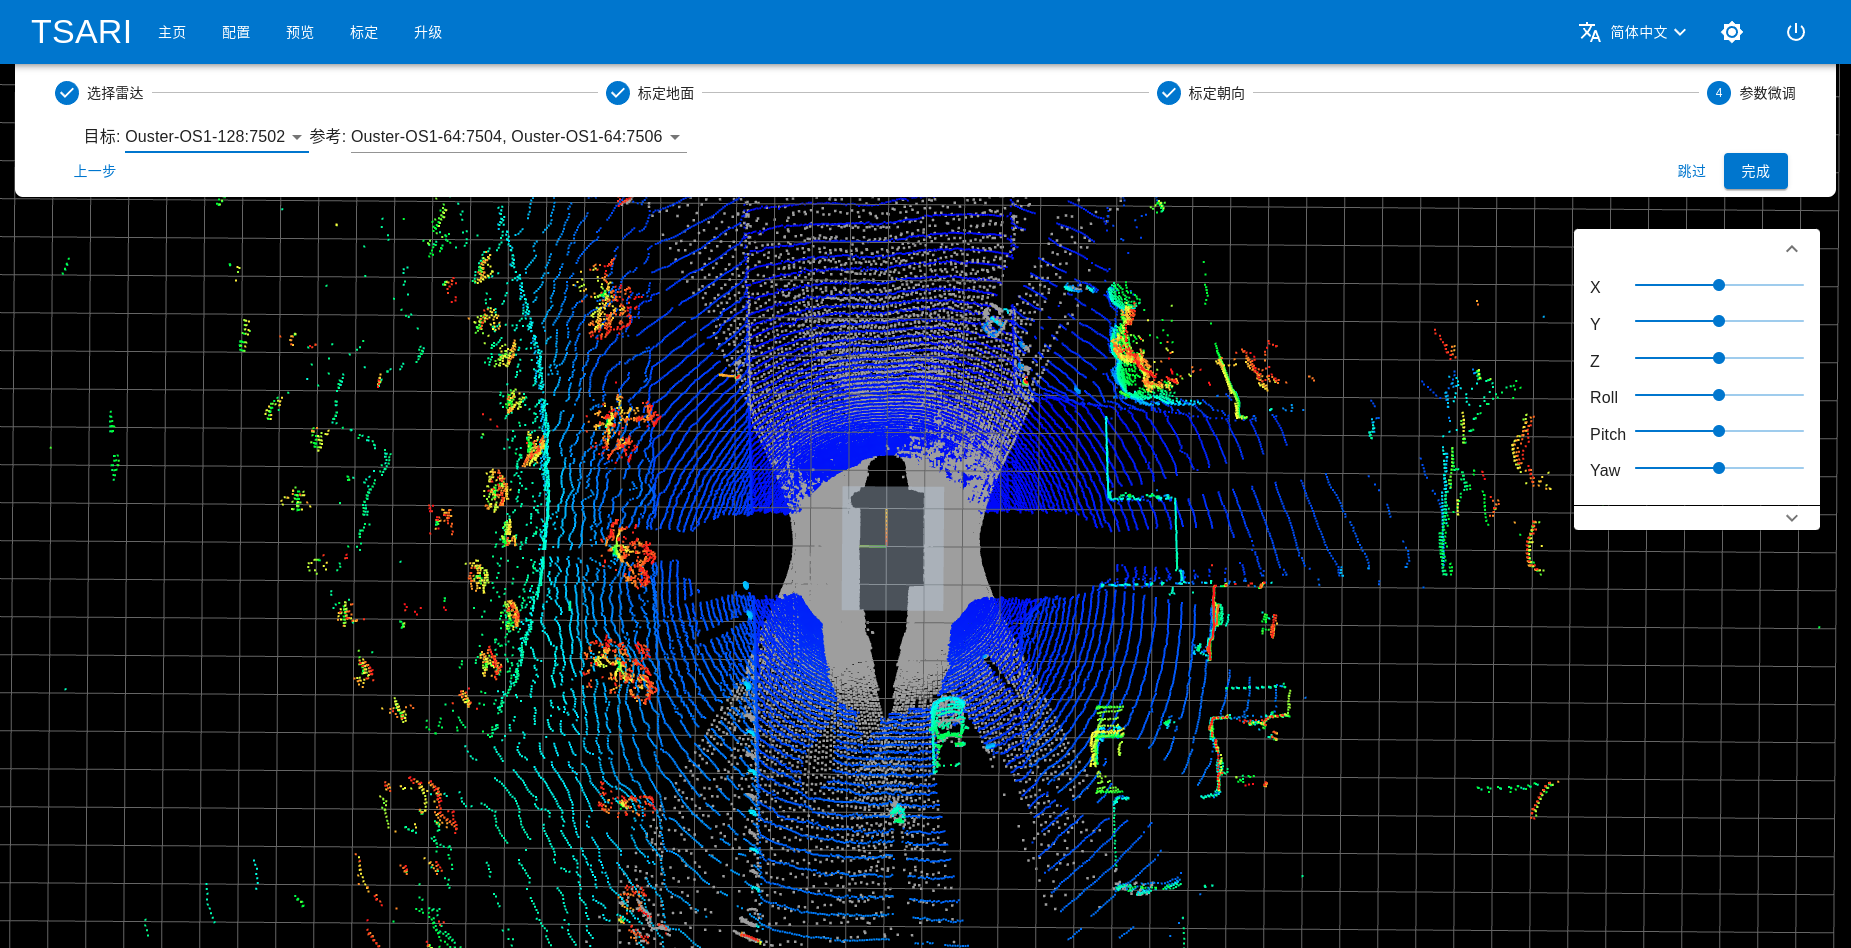 TSARI 主页 配置 预览 标定 升级 简体中文
选择雷达 标定地面 标定朝向 4 参数微调
目标: Ouster-OS1-128:7502 参考: Ouster-OS1-64:7504, Ouster-OS1-64:7506
上一步 跳过 完成
X
Y
Z
Roll
Pitch
Yaw